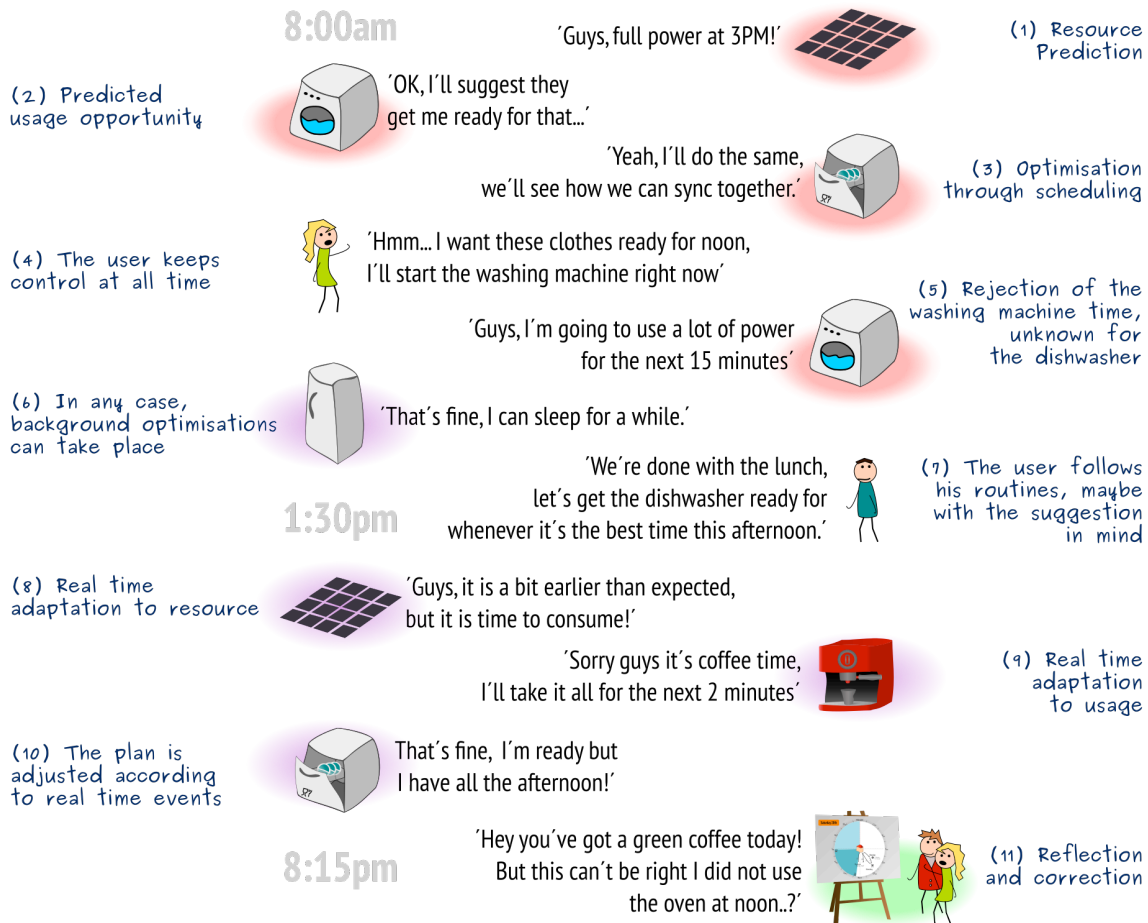 8:00am
´Guys, full power at 3PM!´
(1) Resource
Prediction
(2) Predicted
usage opportunity
´OK, I´ll suggest they
get me ready for that...´
´Yeah, I´ll do the same,
we´ll see how we can sync together.´
(3) Optimisation
through scheduling
(4) The user keeps
control at all time
´Hmm... I want these clothes ready for noon,
I´ll start the washing machine right now´
´Guys, I´m going to use a lot of power
for the next 15 minutes´
(5) Rejection of the
washing machine time,
unknown for
the dishwasher
(6) In any case,
background optimisations
can take place
´That´s fine, I can sleep for a while.´
´We´re done with the lunch,
let´s get the dishwasher ready for
whenever it´s the best time this afternoon.´
(7) The user follows
his routines, maybe
with the suggestion
in mind
1:30pm
(8) Real time
adaptation to resource
´Guys, it is a bit earlier than expected,
but it is time to consume!´
´Sorry guys it´s coffee time,
I´ll take it all for the next 2 minutes´
(9) Real time
adaptation
to usage
(10) The plan is
adjusted according
to real time events
That´s fine, I´m ready but
I have all the afternoon!´
8:15pm
´Hey you´ve got a green coffee today!
But this can´t be right I did not use
the oven at noon..?´
(11) Reflection
and correction